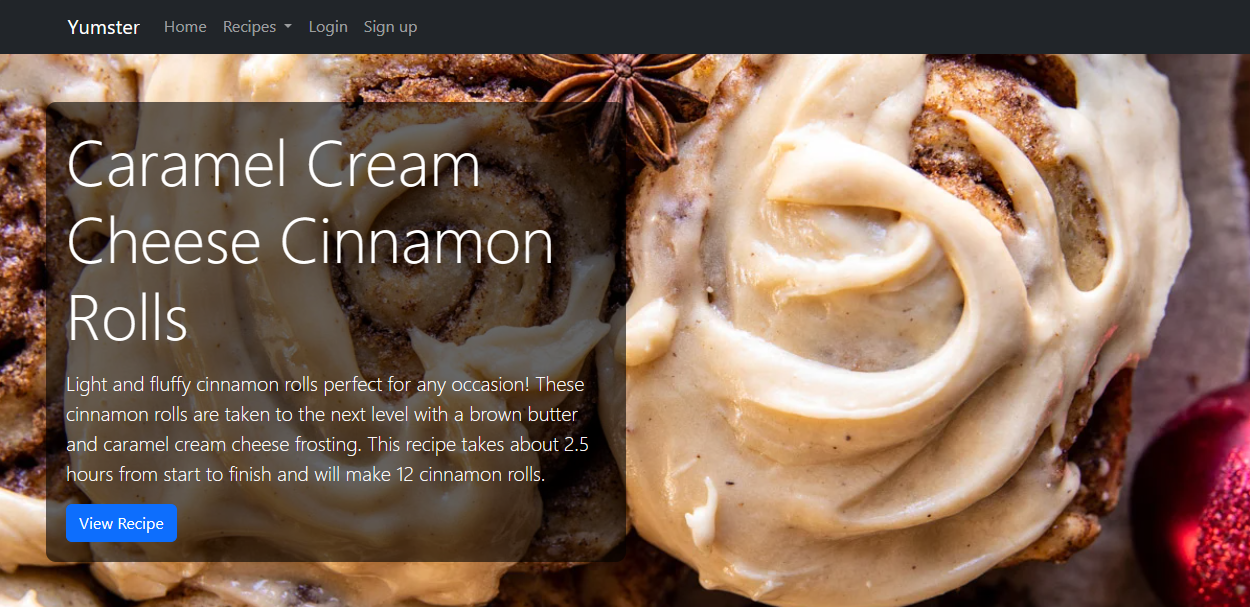 Yumster Home Recipes Login Sign up
Caramel Cream
Cheese Cinnamon
Rolls
Light and fluffy cinnamon rolls perfect for any occasion! These
cinnamon rolls are taken to the next level with a brown butter
and caramel cream cheese frosting. This recipe takes about 2.5
hours from start to finish and will make 12 cinnamon rolls.
View Recipe